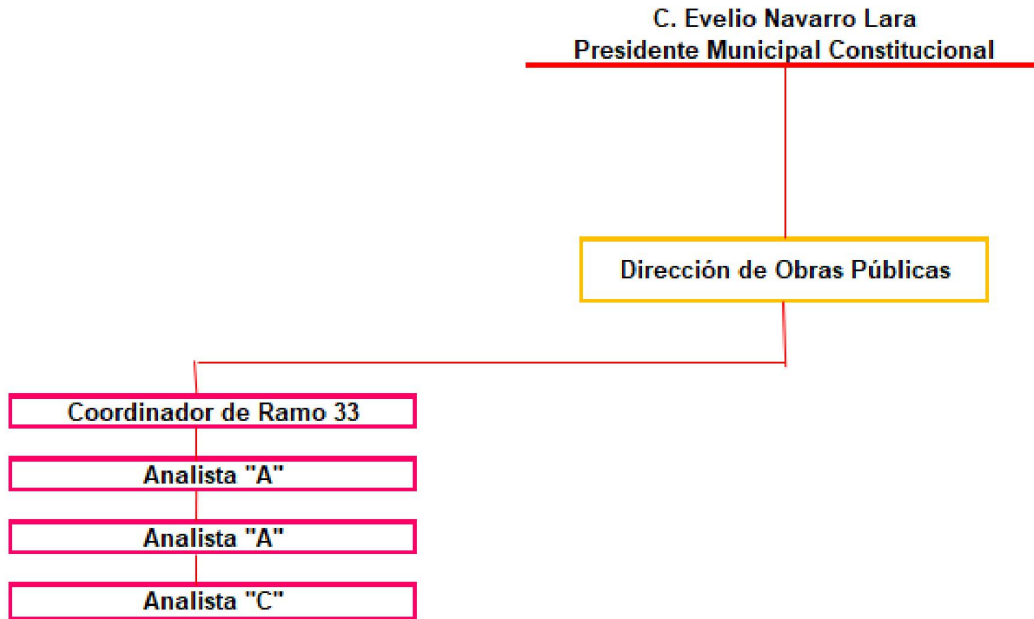 C. Evelio Navarro Lara
Presidente Municipal Constitucional
Dirección de Obras Públicas
Coordinador de Ramo 33
Analista "A"
Analista "A"
Analista "C"